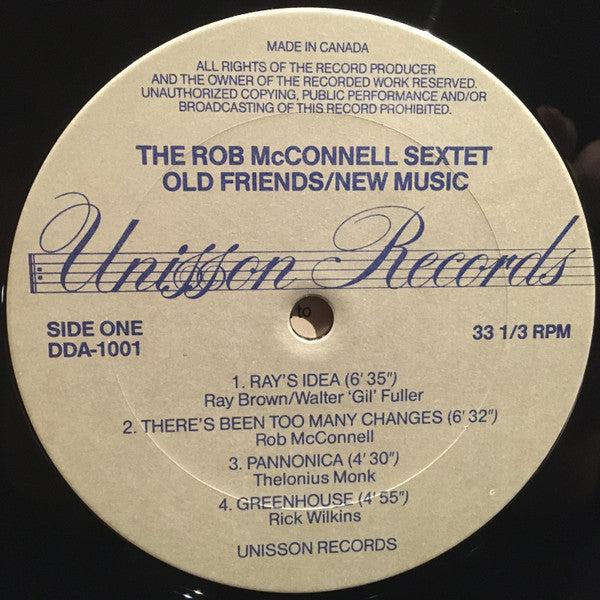 MADE IN CANADA
ALL RIGHTS OF THE RECORD PRODUCER
AND THE OWNER OF THE RECORDED WORK RESERVED.
UNAUTHORIZED COPYING, PUBLIC PERFORMANCE AND/OR
BROADCASTING OF THIS RECORD PROHIBITED.
THE ROB McCONNELL SEXTET
OLD FRIENDS/NEW MUSIC
Unisson Records
to
SIDE ONE
DDA-1001
33 1/3 RPM
1. RAY'S IDEA (6' 35")
Ray Brown/Walter 'Gil' Fuller
2. THERE'S BEEN TOO MANY CHANGES (6' 32")
Rob McConnell
3. PANNONICA (4' 30")
Thelonius Monk
4. GREENHOUSE (4' 55")
Rick Wilkins
UNISSON RECORDS